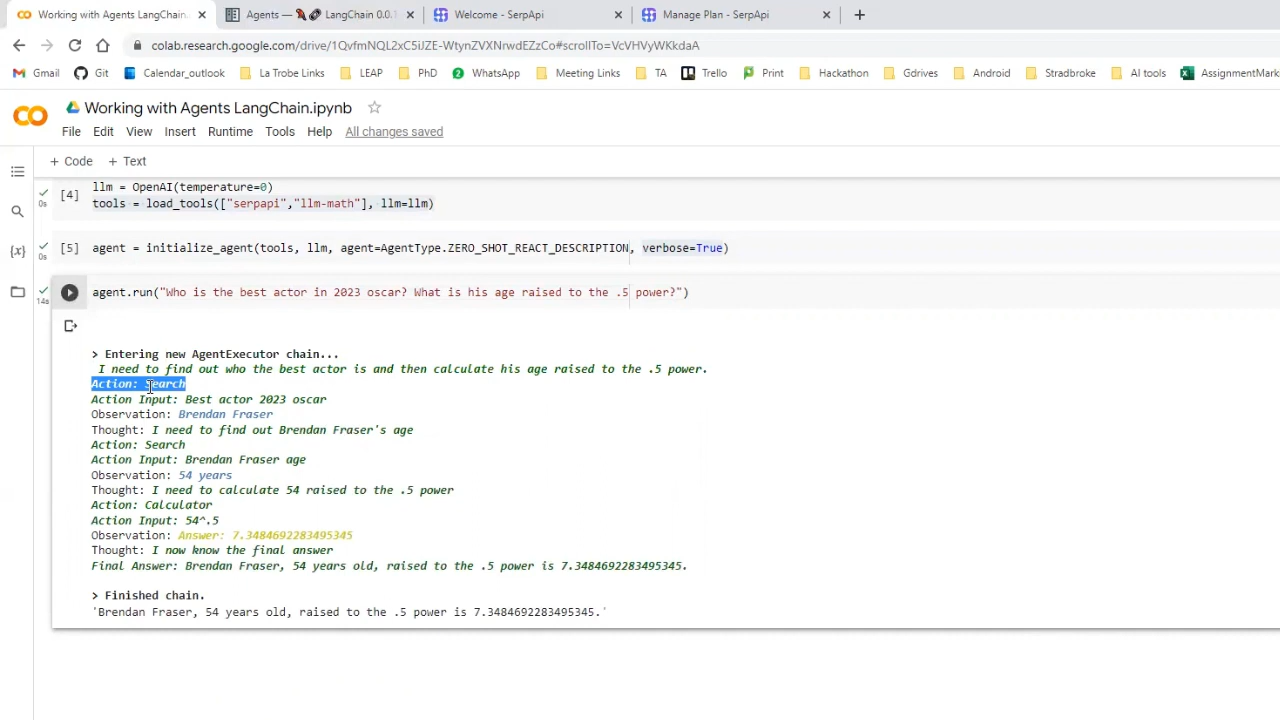 Working with Agents LangChain.
Agents — 🦜🔗 LangChain 0.0.1
Welcome - SerpApi
Manage Plan - SerpApi
colab.research.google.com/drive/1QvfmNQL2xC5iJZE-WtynZVXNrwdEZzCo#scrollTo=VcVHVyWKkdaA
Gmail Git Calendar_outlook La Trobe Links LEAP PhD WhatsApp Meeting Links TA Trello Print Hackathon Gdrives Android Stradbroke AI tools AssignmentMark
Working with Agents LangChain.ipynb
File Edit View Insert Runtime Tools Help All changes saved
+ Code + Text
[4] llm = OpenAI(temperature=0)
0s tools = load_tools(["serpapi","llm-math"], llm=llm)
[5] agent = initialize_agent(tools, llm, agent=AgentType.ZERO_SHOT_REACT_DESCRIPTION, verbose=True)
0s
agent.run("Who is the best actor in 2023 oscar? What is his age raised to the .5 power?")
14s
> Entering new AgentExecutor chain...
I need to find out who the best actor is and then calculate his age raised to the .5 power.
Action: Search
Action Input: Best actor 2023 oscar
Observation: Brendan Fraser
Thought: I need to find out Brendan Fraser's age
Action: Search
Action Input: Brendan Fraser age
Observation: 54 years
Thought: I need to calculate 54 raised to the .5 power
Action: Calculator
Action Input: 54^.5
Observation: Answer: 7.3484692283495345
Thought: I now know the final answer
Final Answer: Brendan Fraser, 54 years old, raised to the .5 power is 7.3484692283495345.
> Finished chain.
'Brendan Fraser, 54 years old, raised to the .5 power is 7.3484692283495345.'